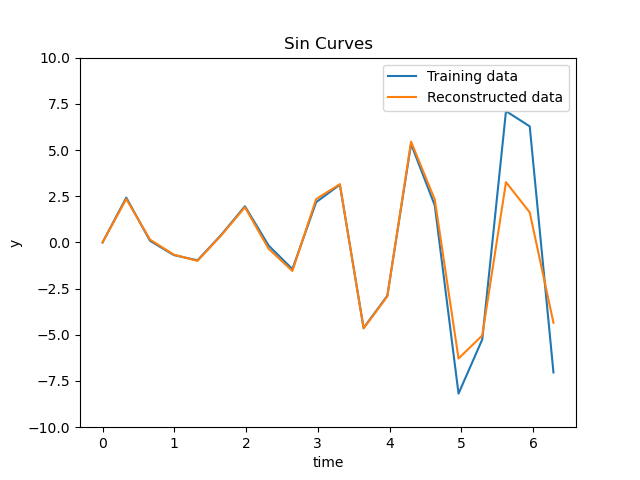 Sin Curves
Training data
Reconstructed data
10.0
7.5
5.0
2.5
0.0
−2.5
−5.0
−7.5
−10.0
y
0 1 2 3 4 5 6
time